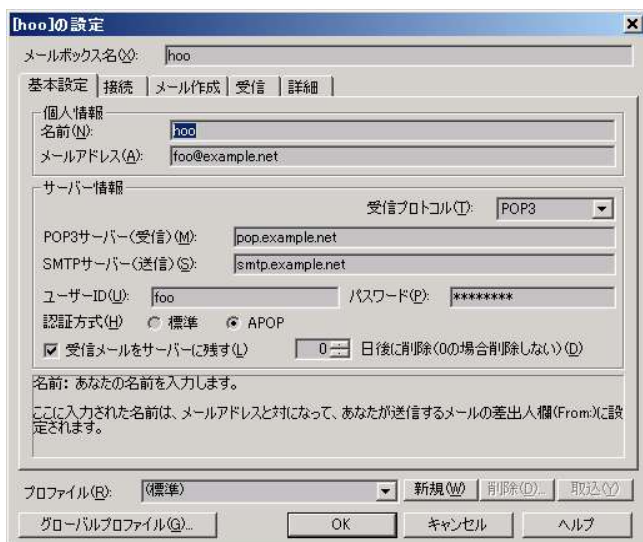 [hoo]の設定
メールボックス名(X): hoo
基本設定 接続 メール作成 受信 詳細
個人情報
名前(N): hoo
メールアドレス(A): foo@example.net
サーバー情報
受信プロトコル(T): POP3
POP3サーバー(受信)(M): pop.example.net
SMTPサーバー(送信)(S): smtp.example.net
ユーザーID(U): foo パスワード(P): ********
認証方式(H) 標準 APOP
受信メールをサーバーに残す(L) 0 日後に削除(0の場合削除しない)(D)
名前: あなたの名前を入力します。
ここに入力された名前は、メールアドレスと対になって、あなたが送信するメールの差出人欄(From:)に設
定されます。
プロファイル(R): (標準) 新規(W) 削除(D)... 取込(Y)
グローバルプロファイル(G)... OK キャンセル ヘルプ